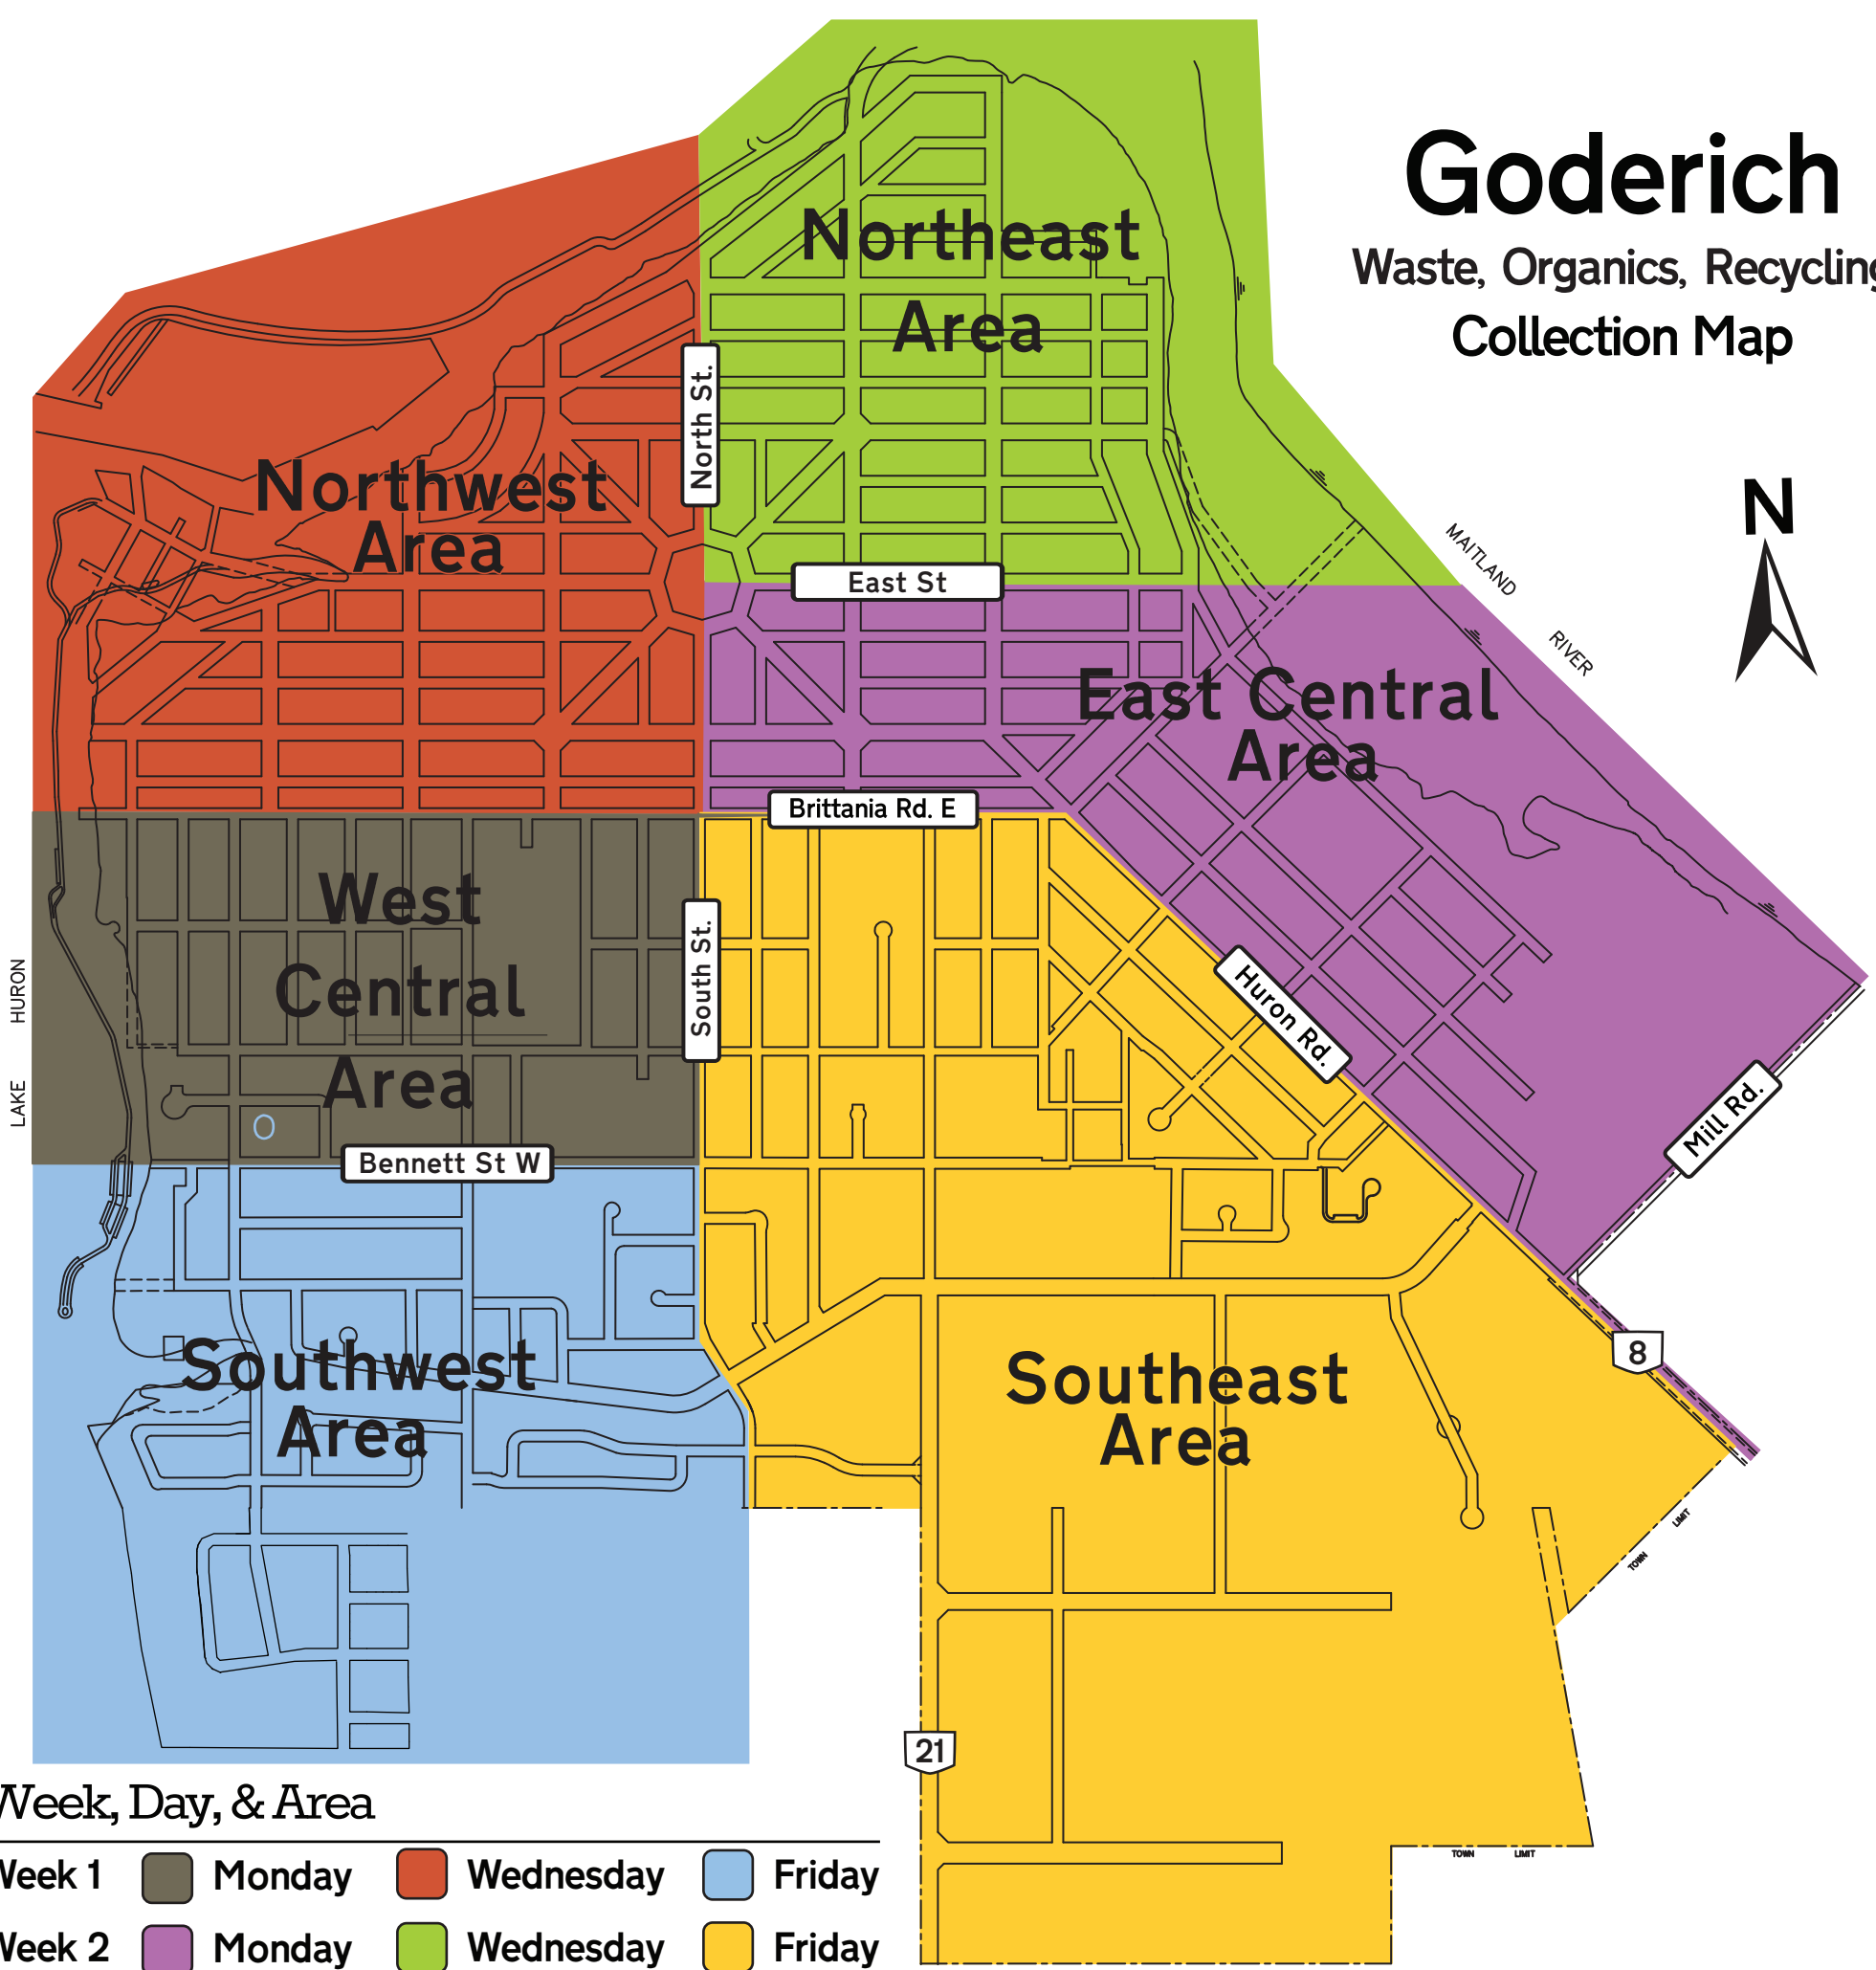 Goderich
Waste, Organics, Recycling
Collection Map
N
Northeast
Area
North St.
Northwest
Area
East St
MAITLAND
RIVER
East Central
Area
Brittania Rd. E
West
Central
Area
South St.
LAKE HURON
Huron Rd.
Mill Rd.
Bennett St W
Southwest
Area
Southeast
Area
8
TOWN LIMIT
21
TOWN LIMIT
Week, Day, & Area
Week 1 Monday Wednesday Friday
Week 2 Monday Wednesday Friday